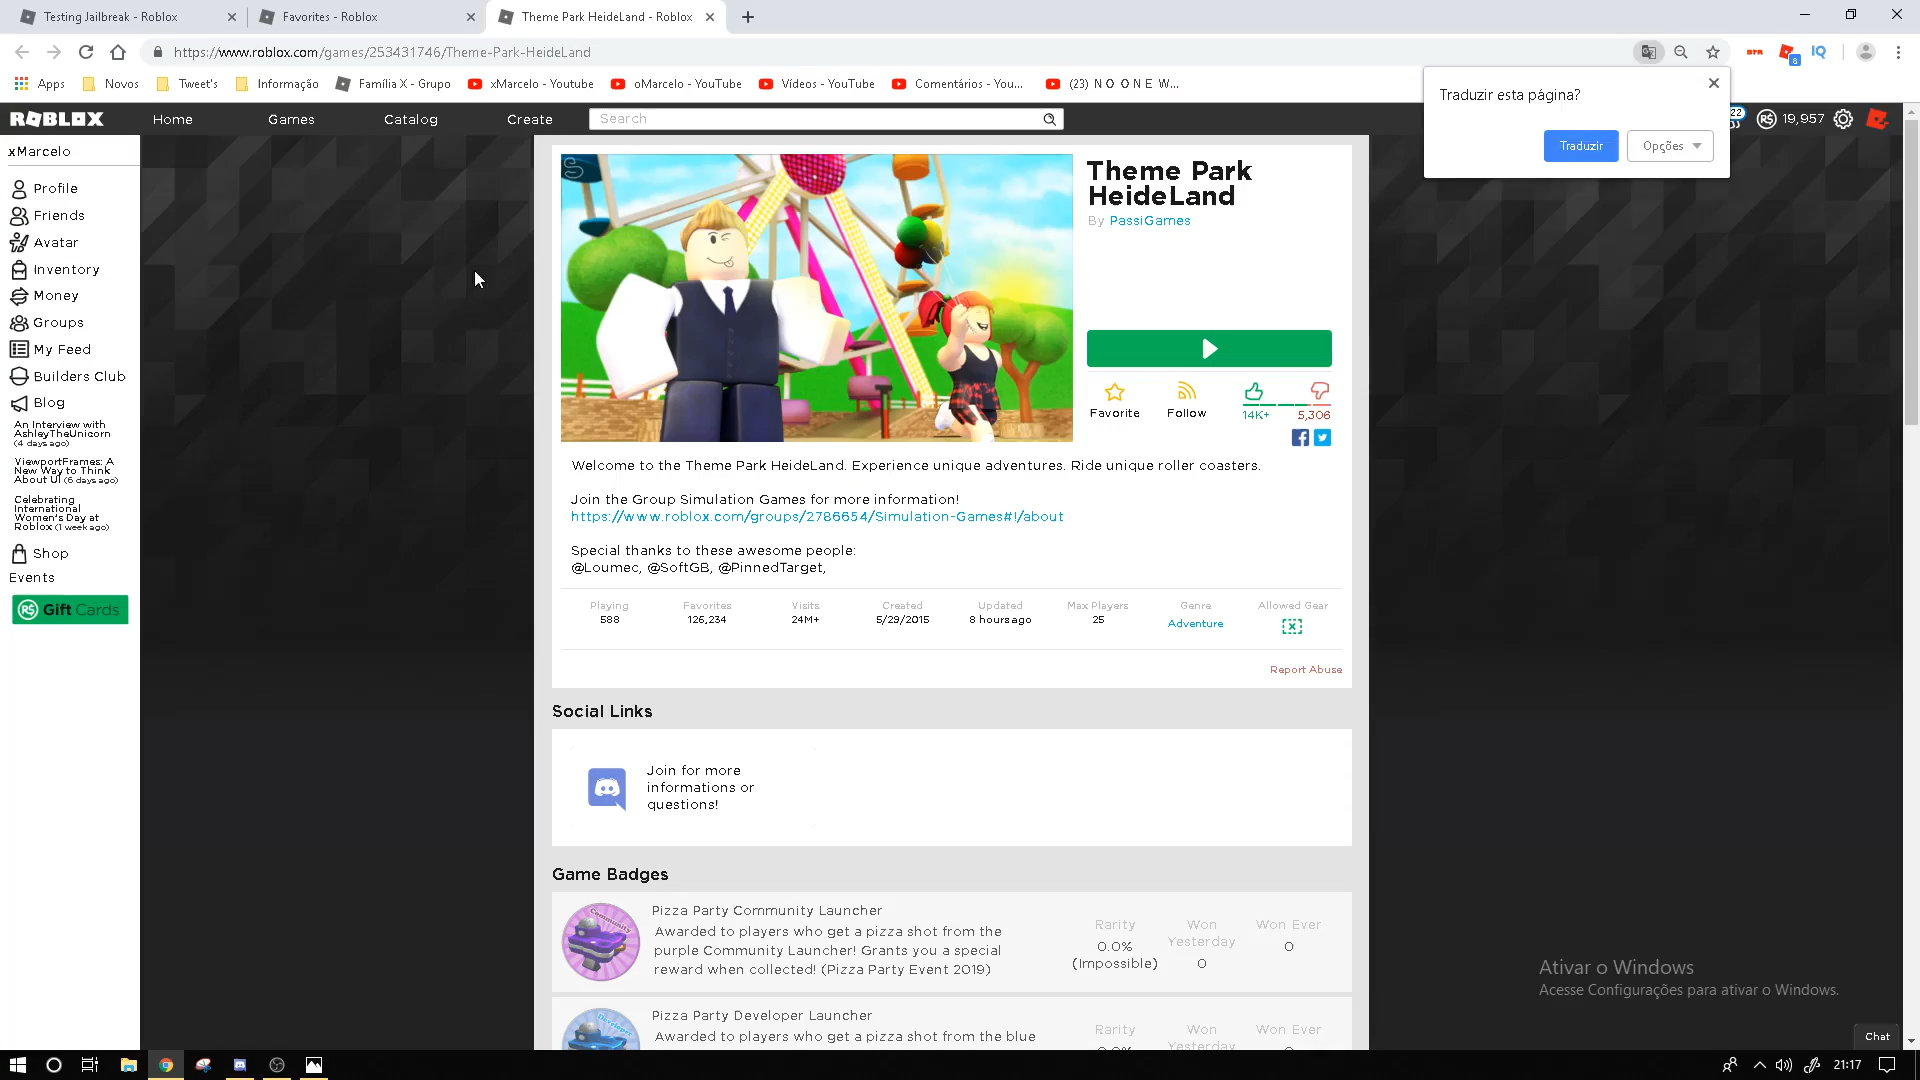 Testing Jailbreak - Roblox
Favorites - Roblox
Theme Park HeideLand - Roblox
https://www.roblox.com/games/253431746/Theme-Park-HeideLand
Apps
Novos
Tweet's
Informação
Família X - Grupo
xMarcelo - Youtube
oMarcelo - YouTube
Vídeos - YouTube
Comentários - You...
(23) N O O N E W...
Traduzir esta página?
Traduzir
Opções
ROBLOX
Home
Games
Catalog
Create
Search
22
19,957
xMarcelo
Profile
Friends
Avatar
Inventory
Money
Groups
My Feed
Builders Club
Blog
An Interview with
AshleyTheUnicorn
(4 days ago)
ViewportFrames: A
New Way to Think
About UI (6 days ago)
Celebrating
International
Women's Day at
Roblox (1 week ago)
Shop
Events
Gift Cards
Theme Park
HeideLand
By PassiGames
Favorite
Follow
14K+
5,306
Welcome to the Theme Park HeideLand. Experience unique adventures. Ride unique roller coasters.
Join the Group Simulation Games for more information!
https://www.roblox.com/groups/2786654/Simulation-Games#!/about
Special thanks to these awesome people:
@Loumec, @SoftGB, @PinnedTarget,
Playing
588
Favorites
126,234
Visits
24M+
Created
5/29/2015
Updated
8 hours ago
Max Players
25
Genre
Adventure
Allowed Gear
Report Abuse
Social Links
Join for more
informations or
questions!
Game Badges
Pizza Party Community Launcher
Awarded to players who get a pizza shot from the
purple Community Launcher! Grants you a special
reward when collected! (Pizza Party Event 2019)
Rarity
0.0%
(Impossible)
Won
Yesterday
0
Won Ever
0
Pizza Party Developer Launcher
Awarded to players who get a pizza shot from the blue
Rarity
Won
Yesterday
Won Ever
Ativar o Windows
Acesse Configurações para ativar o Windows.
Chat
21:17